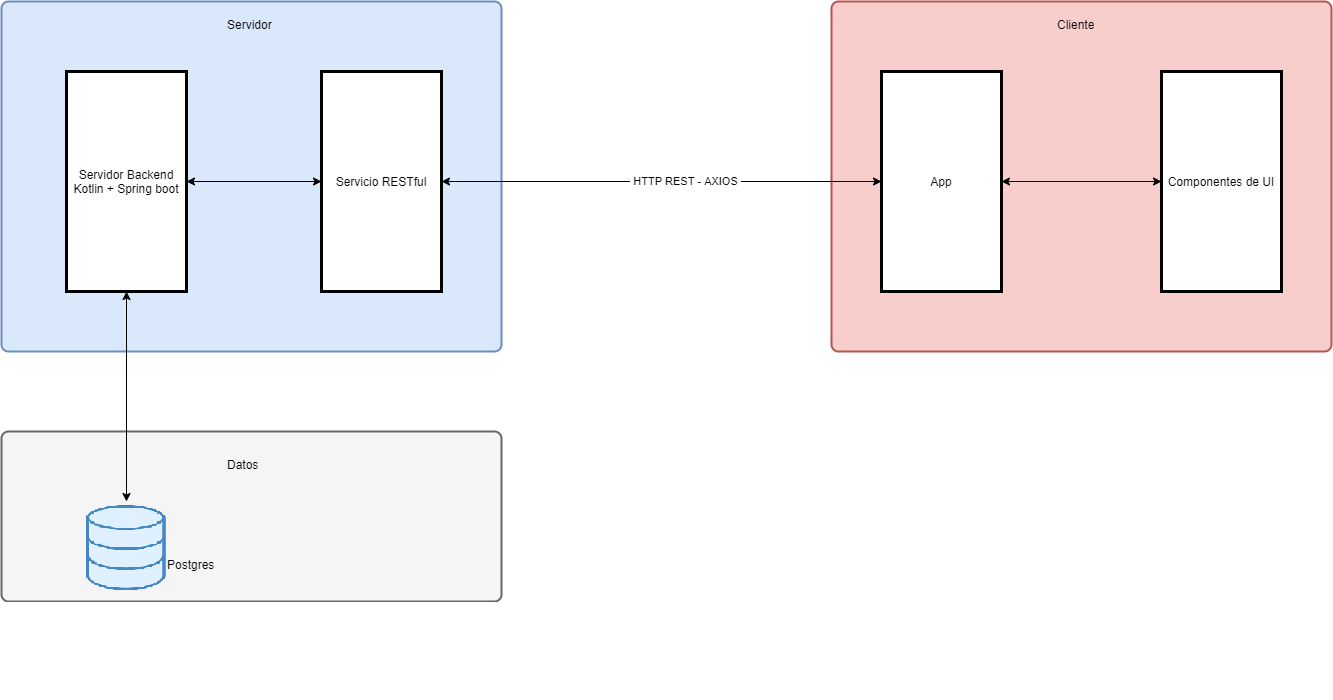 Servidor
Cliente
Servidor Backend
Kotlin + Spring boot
Servicio RESTful
HTTP REST - AXIOS
App
Componentes de UI
Datos
Postgres